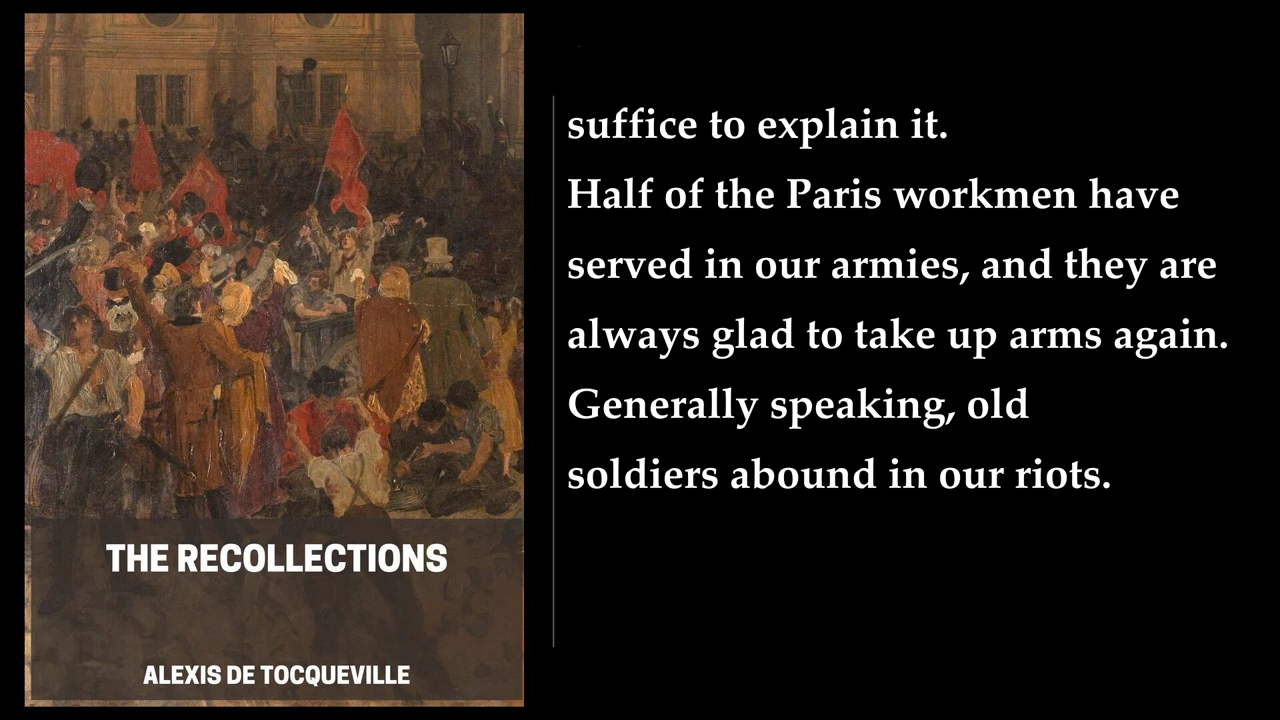 THE RECOLLECTIONS
ALEXIS DE TOCQUEVILLE
suffice to explain it.
Half of the Paris workmen have
served in our armies, and they are
always glad to take up arms again.
Generally speaking, old
soldiers abound in our riots.